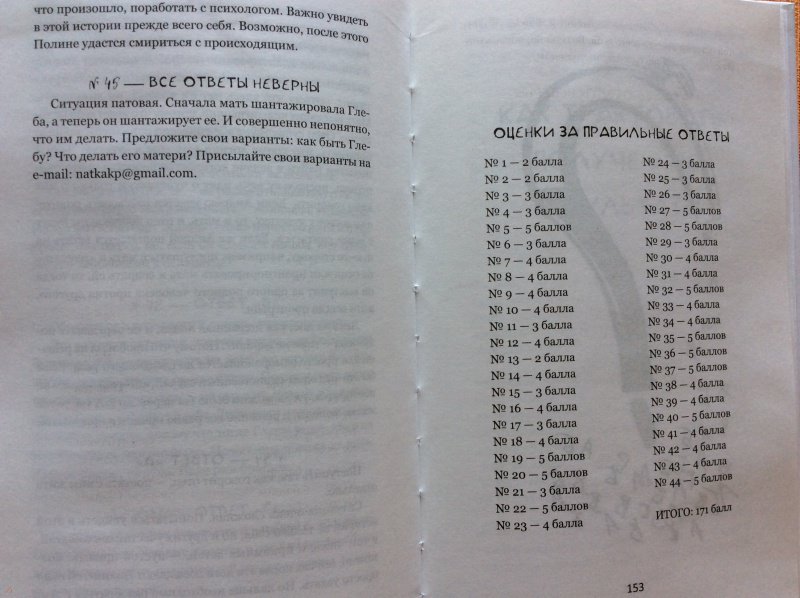 что произошло, поработать с психологом. Важно увидеть
в этой истории прежде всего себя. Возможно, после этого
Полине удастся смириться с происходящим.
№ 45 — ВСЕ ОТВЕТЫ НЕВЕРНЫ
Ситуация патовая. Сначала мать шантажировала Гле-
ба, а теперь он шантажирует ее. И совершенно непонятно,
что им делать. Предложите свои варианты: как быть Гле-
бу? Что делать его матери? Присылайте свои варианты на
e-mail: natkakp@gmail.com.
ОЦЕНКИ ЗА ПРАВИЛЬНЫЕ ОТВЕТЫ
№ 1 — 2 балла
№ 2 — 2 балла
№ 3 — 3 балла
№ 4 — 3 балла
№ 5 — 5 баллов
№ 6 — 3 балла
№ 7 — 4 балла
№ 8 — 4 балла
№ 9 — 4 балла
№ 10 — 4 балла
№ 11 — 3 балла
№ 12 — 4 балла
№ 13 — 2 балла
№ 14 — 4 балла
№ 15 — 3 балла
№ 16 — 4 балла
№ 17 — 3 балла
№ 18 — 4 балла
№ 19 — 5 баллов
№ 20 — 5 баллов
№ 21 — 3 балла
№ 22 — 5 баллов
№ 23 — 4 балла
№ 24 — 3 балла
№ 25 — 3 балла
№ 26 — 3 балла
№ 27 — 5 баллов
№ 28 — 5 баллов
№ 29 — 3 балла
№ 30 — 4 балла
№ 31 — 4 балла
№ 32 — 5 баллов
№ 33 — 4 балла
№ 34 — 4 балла
№ 35 — 5 баллов
№ 36 — 5 баллов
№ 37 — 5 баллов
№ 38 — 4 балла
№ 39 — 4 балла
№ 40 — 5 баллов
№ 41 — 4 балла
№ 42 — 4 балла
№ 43 — 4 балла
№ 44 — 5 баллов
ИТОГО: 171 балл
153